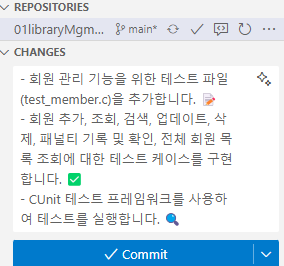 REPOSITORIES
01libraryMgm... main*
CHANGES
- 회원 관리 기능을 위한 테스트 파일
(test_member.c)을 추가합니다. 📝
- 회원 추가, 조회, 검색, 업데이트, 삭
제, 패널티 기록 및 확인, 전체 회원 목
록 조회에 대한 테스트 케이스를 구현
합니다. ✅
- CUnit 테스트 프레임워크를 사용하
여 테스트를 실행합니다. 🔍
Commit